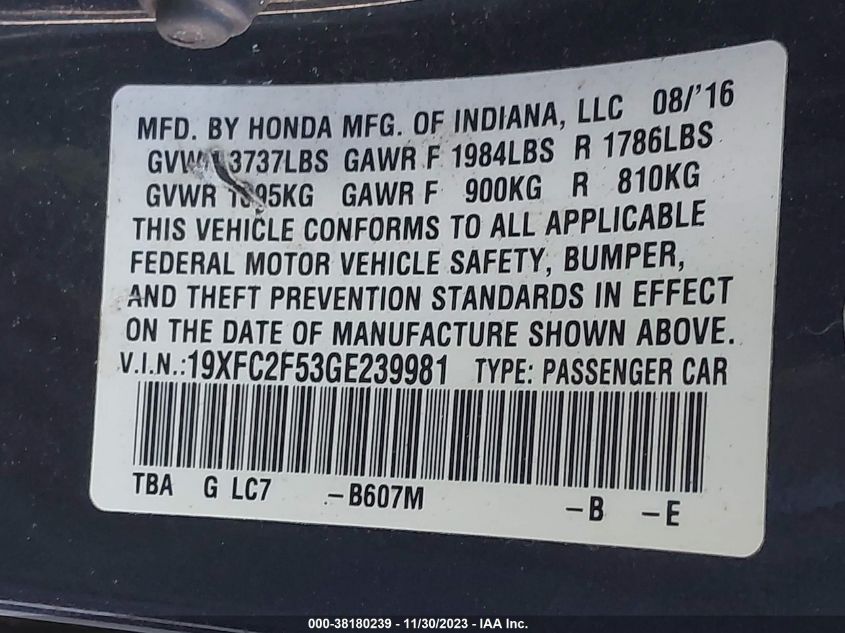 MFD. BY HONDA MFG. OF INDIANA, LLC 08/'16
3737LBS GAWR F 1984LBS R 1786LBS
GVWR GAWR F 900KG R 810KG
THIS VEHICLE CONFORMS TO ALL APPLICABLE
FEDERAL MOTOR VEHICLE SAFETY, BUMPER,
AND THEFT PREVENTION STANDARDS IN EFFECT
ON THE DATE OF MANUFACTURE SHOWN ABOVE.
V.I.N.:19XFC2F53GE239981 TYPE: PASSENGER CAR
TBA G LC7 -B607M -B -E
000-38180239 - 11/30/2023 - IAA Inc.